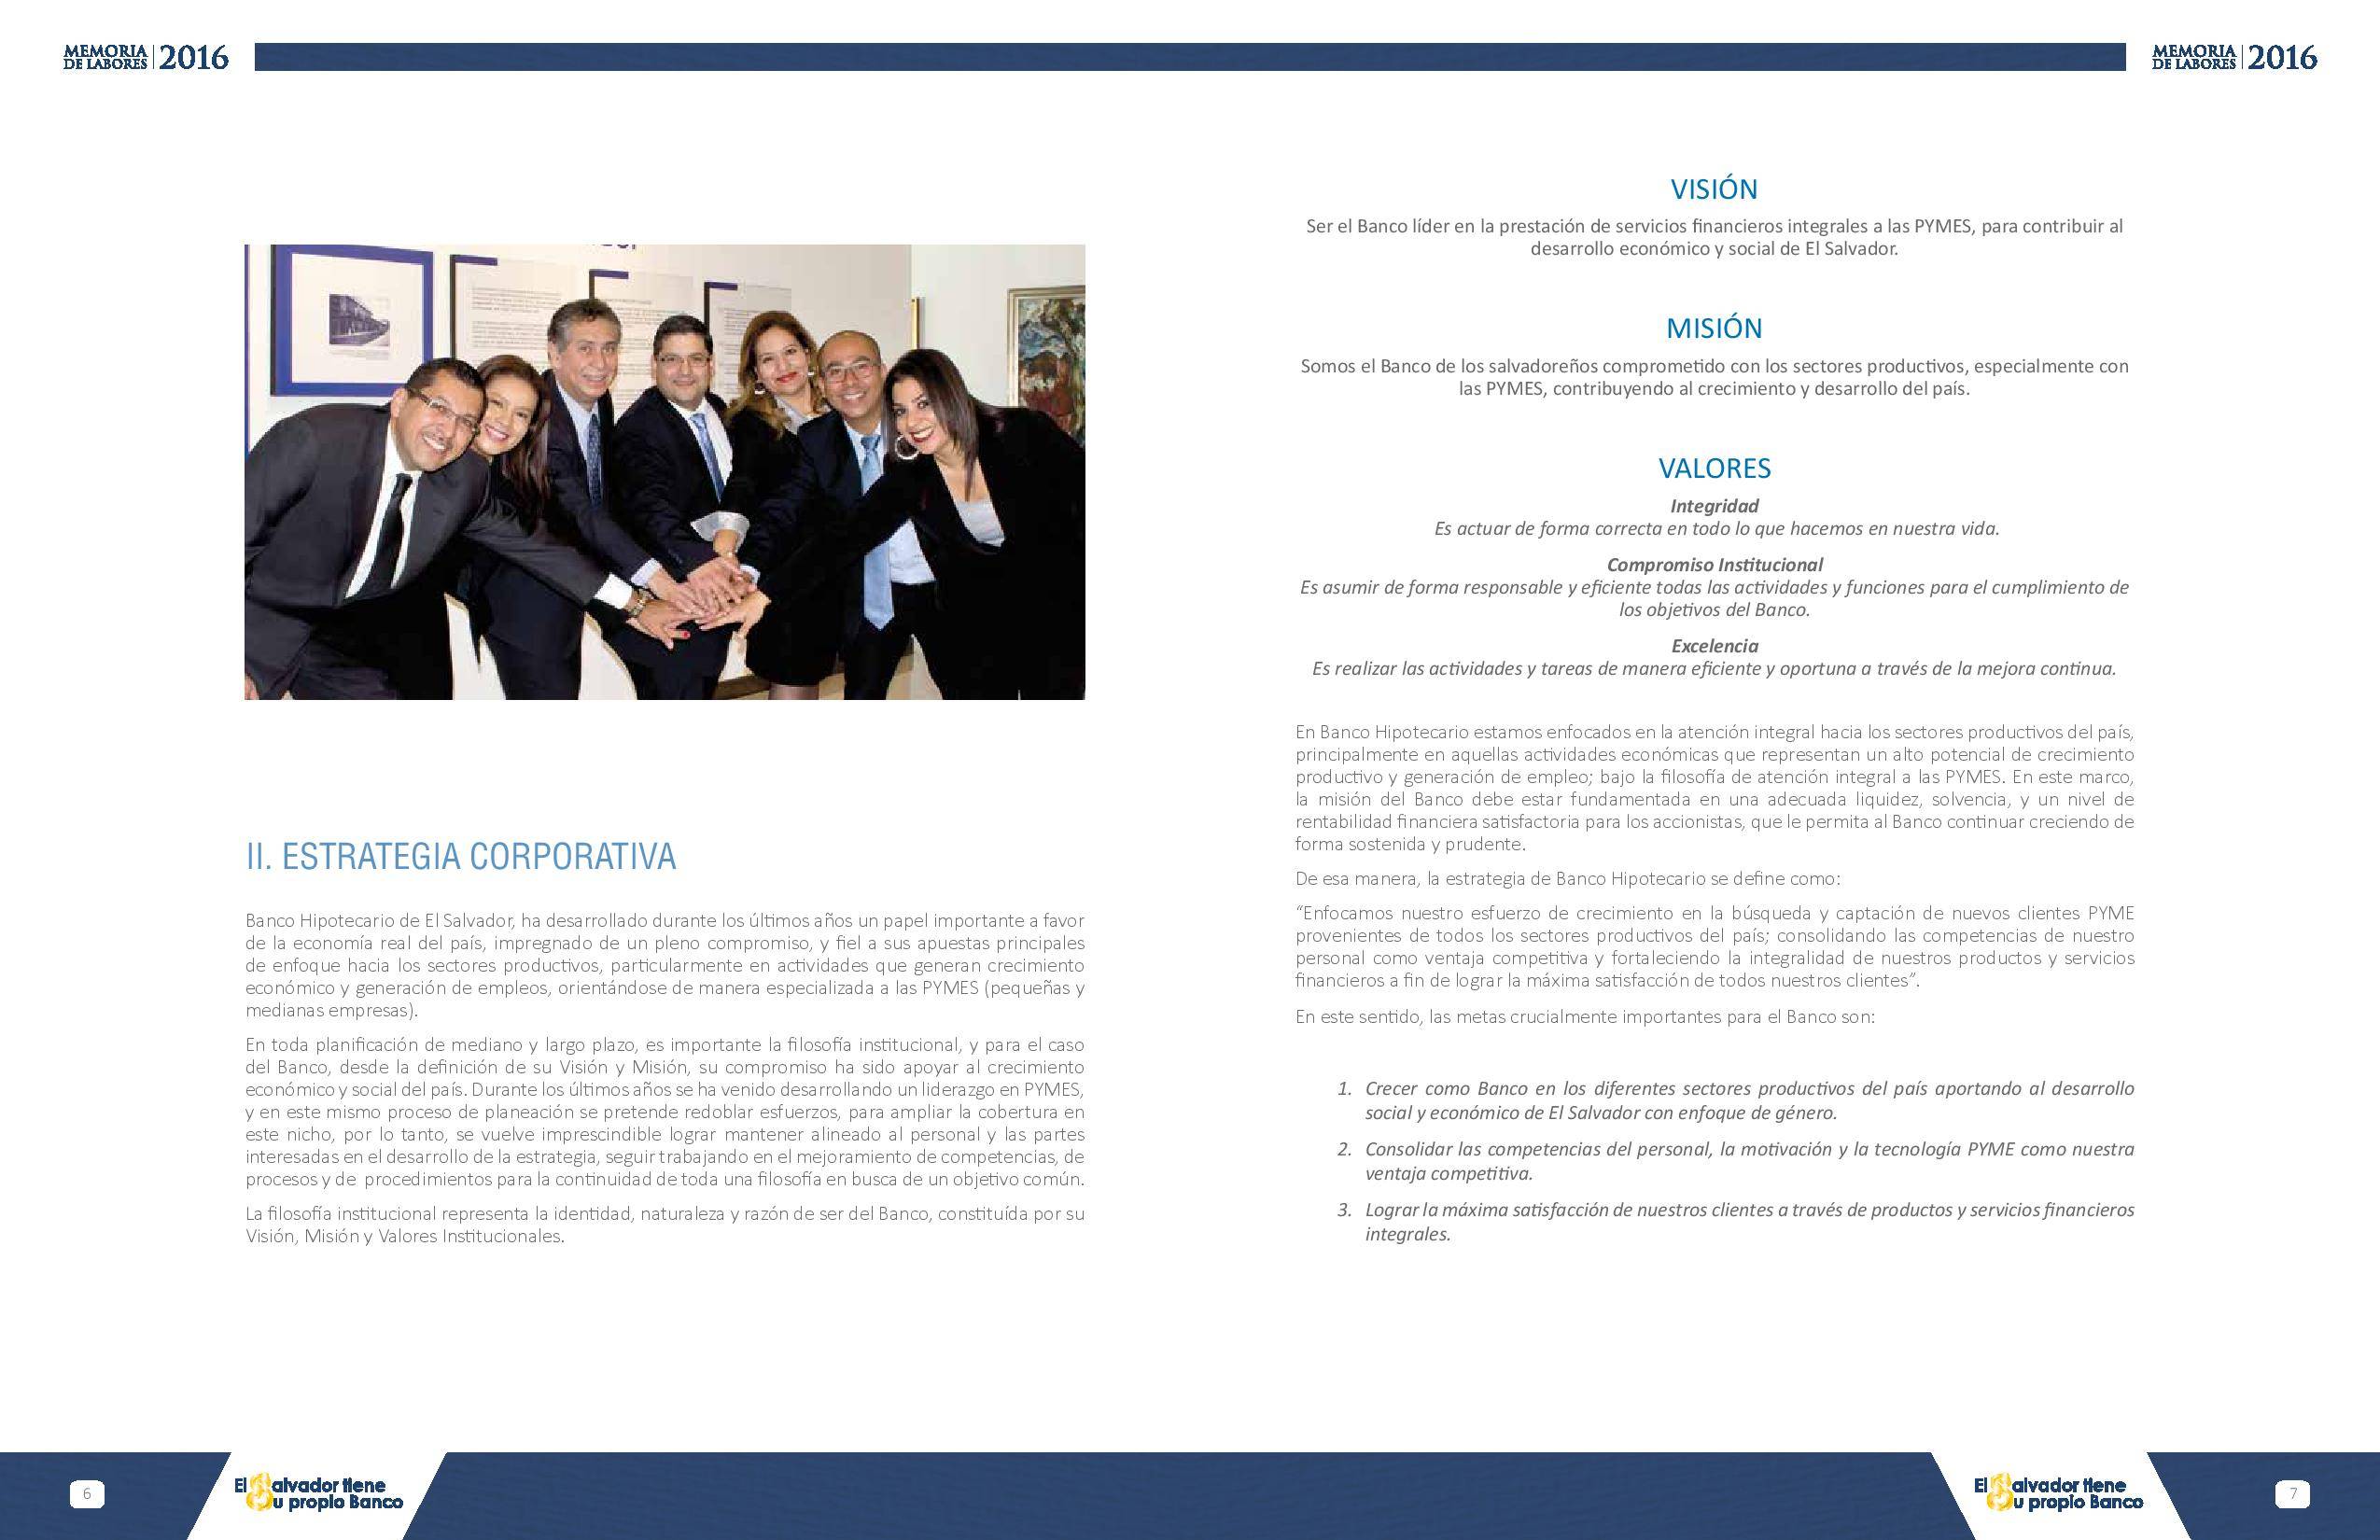 MEMORIA
DE LABORES 2016
MEMORIA
DE LABORES 2016
II. ESTRATEGIA CORPORATIVA
Banco Hipotecario de El Salvador, ha desarrollado durante los últimos años un papel importante a favor
de la economía real del país, impregnado de un pleno compromiso, y fiel a sus apuestas principales
de enfoque hacia los sectores productivos, particularmente en actividades que generan crecimiento
económico y generación de empleos, orientándose de manera especializada a las PYMES (pequeñas y
medianas empresas).
En toda planificación de mediano y largo plazo, es importante la filosofía institucional, y para el caso
del Banco, desde la definición de su Visión y Misión, su compromiso ha sido apoyar al crecimiento
económico y social del país. Durante los últimos años se ha venido desarrollando un liderazgo en PYMES,
y en este mismo proceso de planeación se pretende redoblar esfuerzos, para ampliar la cobertura en
este nicho, por lo tanto, se vuelve imprescindible lograr mantener alineado al personal y las partes
interesadas en el desarrollo de la estrategia, seguir trabajando en el mejoramiento de competencias, de
procesos y de procedimientos para la continuidad de toda una filosofía en busca de un objetivo común.
La filosofía institucional representa la identidad, naturaleza y razón de ser del Banco, constituída por su
Visión, Misión y Valores Institucionales.
VISIÓN
Ser el Banco líder en la prestación de servicios financieros integrales a las PYMES, para contribuir al
desarrollo económico y social de El Salvador.
MISIÓN
Somos el Banco de los salvadoreños comprometido con los sectores productivos, especialmente con
las PYMES, contribuyendo al crecimiento y desarrollo del país.
VALORES
Integridad
Es actuar de forma correcta en todo lo que hacemos en nuestra vida.
Compromiso Institucional
Es asumir de forma responsable y eficiente todas las actividades y funciones para el cumplimiento de
los objetivos del Banco.
Excelencia
Es realizar las actividades y tareas de manera eficiente y oportuna a través de la mejora continua.
En Banco Hipotecario estamos enfocados en la atención integral hacia los sectores productivos del país,
principalmente en aquellas actividades económicas que representan un alto potencial de crecimiento
productivo y generación de empleo; bajo la filosofía de atención integral a las PYMES. En este marco,
la misión del Banco debe estar fundamentada en una adecuada liquidez, solvencia, y un nivel de
rentabilidad financiera satisfactoria para los accionistas, que le permita al Banco continuar creciendo de
forma sostenida y prudente.
De esa manera, la estrategia de Banco Hipotecario se define como:
“Enfocamos nuestro esfuerzo de crecimiento en la búsqueda y captación de nuevos clientes PYME
provenientes de todos los sectores productivos del país; consolidando las competencias de nuestro
personal como ventaja competitiva y fortaleciendo la integralidad de nuestros productos y servicios
financieros a fin de lograr la máxima satisfacción de todos nuestros clientes”.
En este sentido, las metas crucialmente importantes para el Banco son:
1. Crecer como Banco en los diferentes sectores productivos del país aportando al desarrollo
social y económico de El Salvador con enfoque de género.
2. Consolidar las competencias del personal, la motivación y la tecnología PYME como nuestra
ventaja competitiva.
3. Lograr la máxima satisfacción de nuestros clientes a través de productos y servicios financieros
integrales.
6
El Salvador tiene
Su propio Banco
El Salvador tiene
Su propio Banco
7